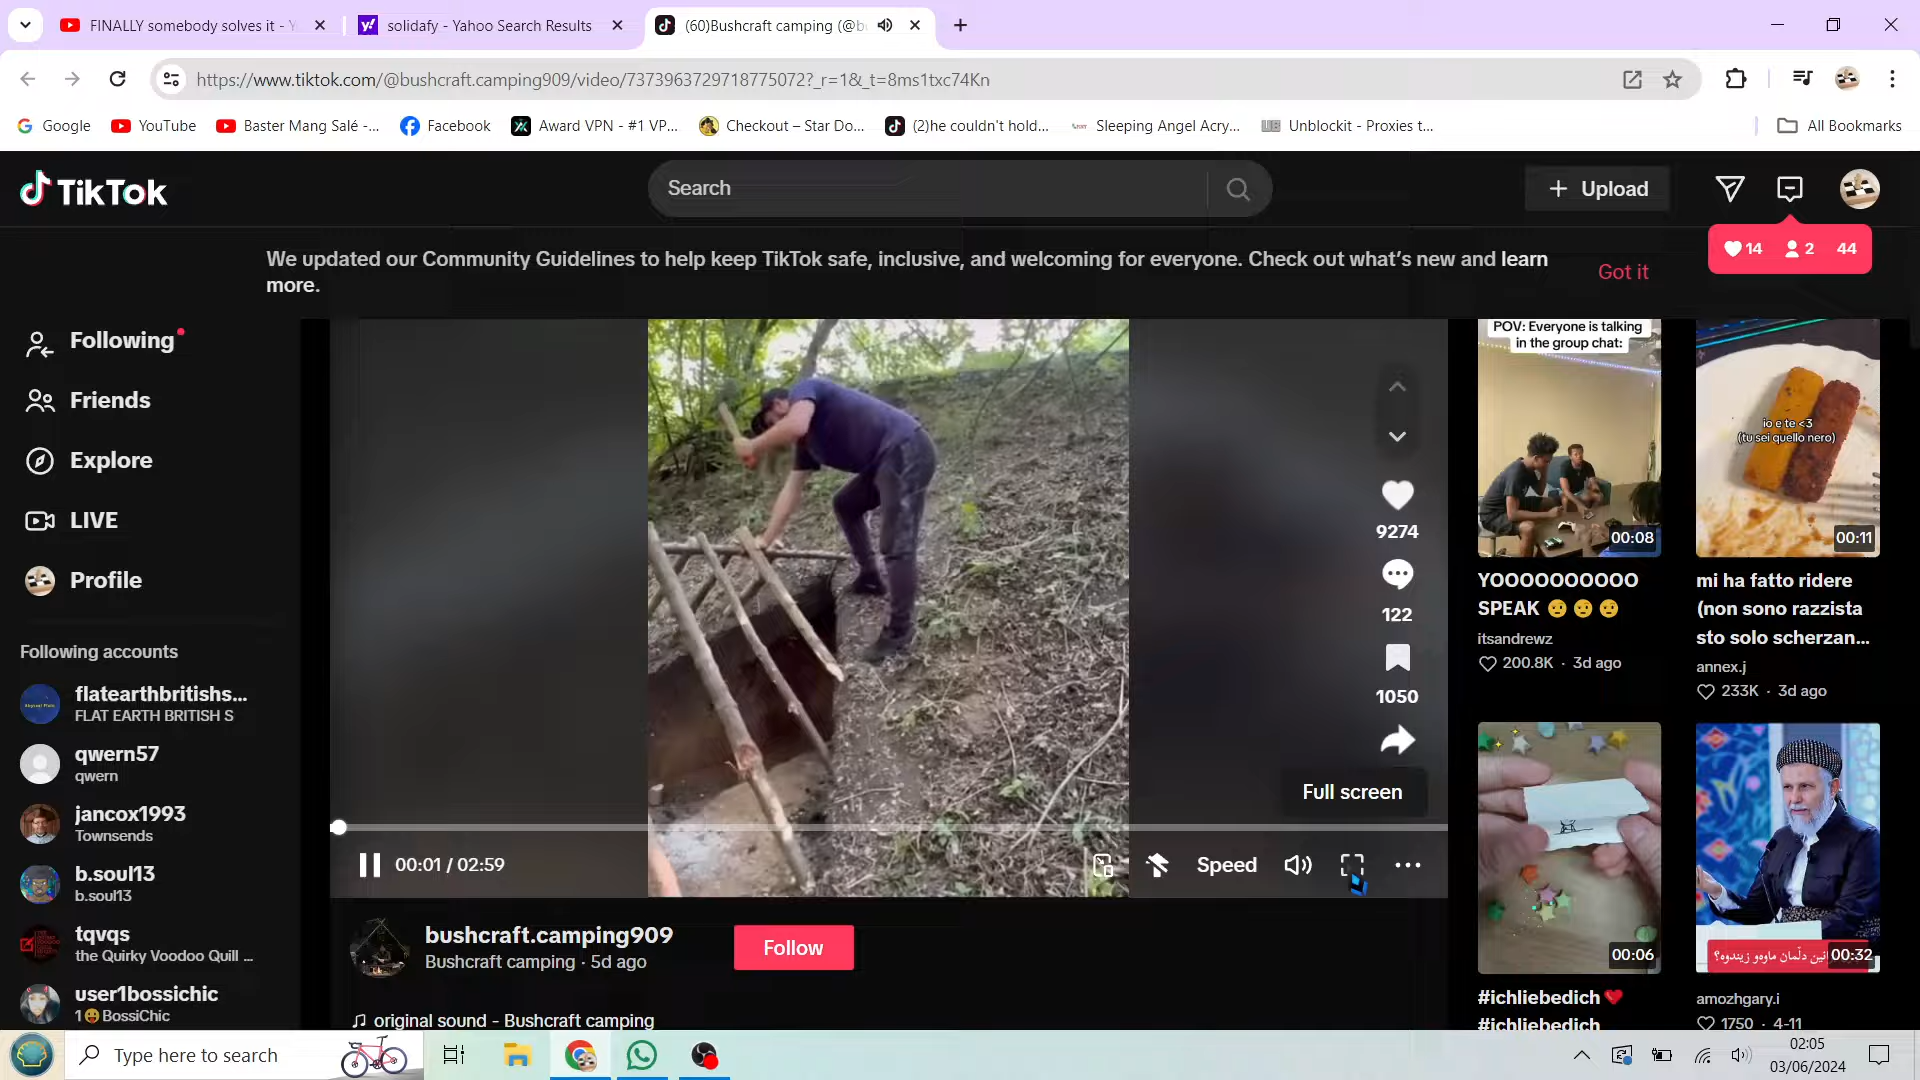 FINALLY somebody solves it - Y
solidafy - Yahoo Search Results
(60)Bushcraft camping (@b
https://www.tiktok.com/@bushcraft.camping909/video/7373963729718775072?_r=1&_t=8ms1txc74Kn
Google
YouTube
Baster Mang Salé -...
Facebook
Award VPN - #1 VP...
Checkout – Star Do...
(2)he couldn't hold...
Sleeping Angel Acry...
Unblockit - Proxies t...
All Bookmarks
TikTok
Search
+ Upload
14 2 44
We updated our Community Guidelines to help keep TikTok safe, inclusive, and welcoming for everyone. Check out what's new and learn
more.
Got it
Following
Friends
Explore
LIVE
Profile
Following accounts
flatearthbritishs...
FLAT EARTH BRITISH S
qwern57
qwern
jancox1993
Townsends
b.soul13
b.soul13
tqvqs
the Quirky Voodoo Quill ...
user1bossichic
1😛BossiChic
9274
122
1050
Full screen
00:01 / 02:59
Speed
bushcraft.camping909
Bushcraft camping · 5d ago
Follow
♫ original sound - Bushcraft camping
POV: Everyone is talking
in the group chat:
00:08
YOOOOOOOOOO
SPEAK 😟😟😟
itsandrewz
200.8K · 3d ago
io e te <3
(tu sei quello nero)
00:11
mi ha fatto ridere
(non sono razzista
sto solo scherzan...
annex.j
233K · 3d ago
00:06
#ichliebedich❤️
#ichliebedich
00:32
amozhgary.i
1750 · 4-11
Type here to search
02:05
03/06/2024